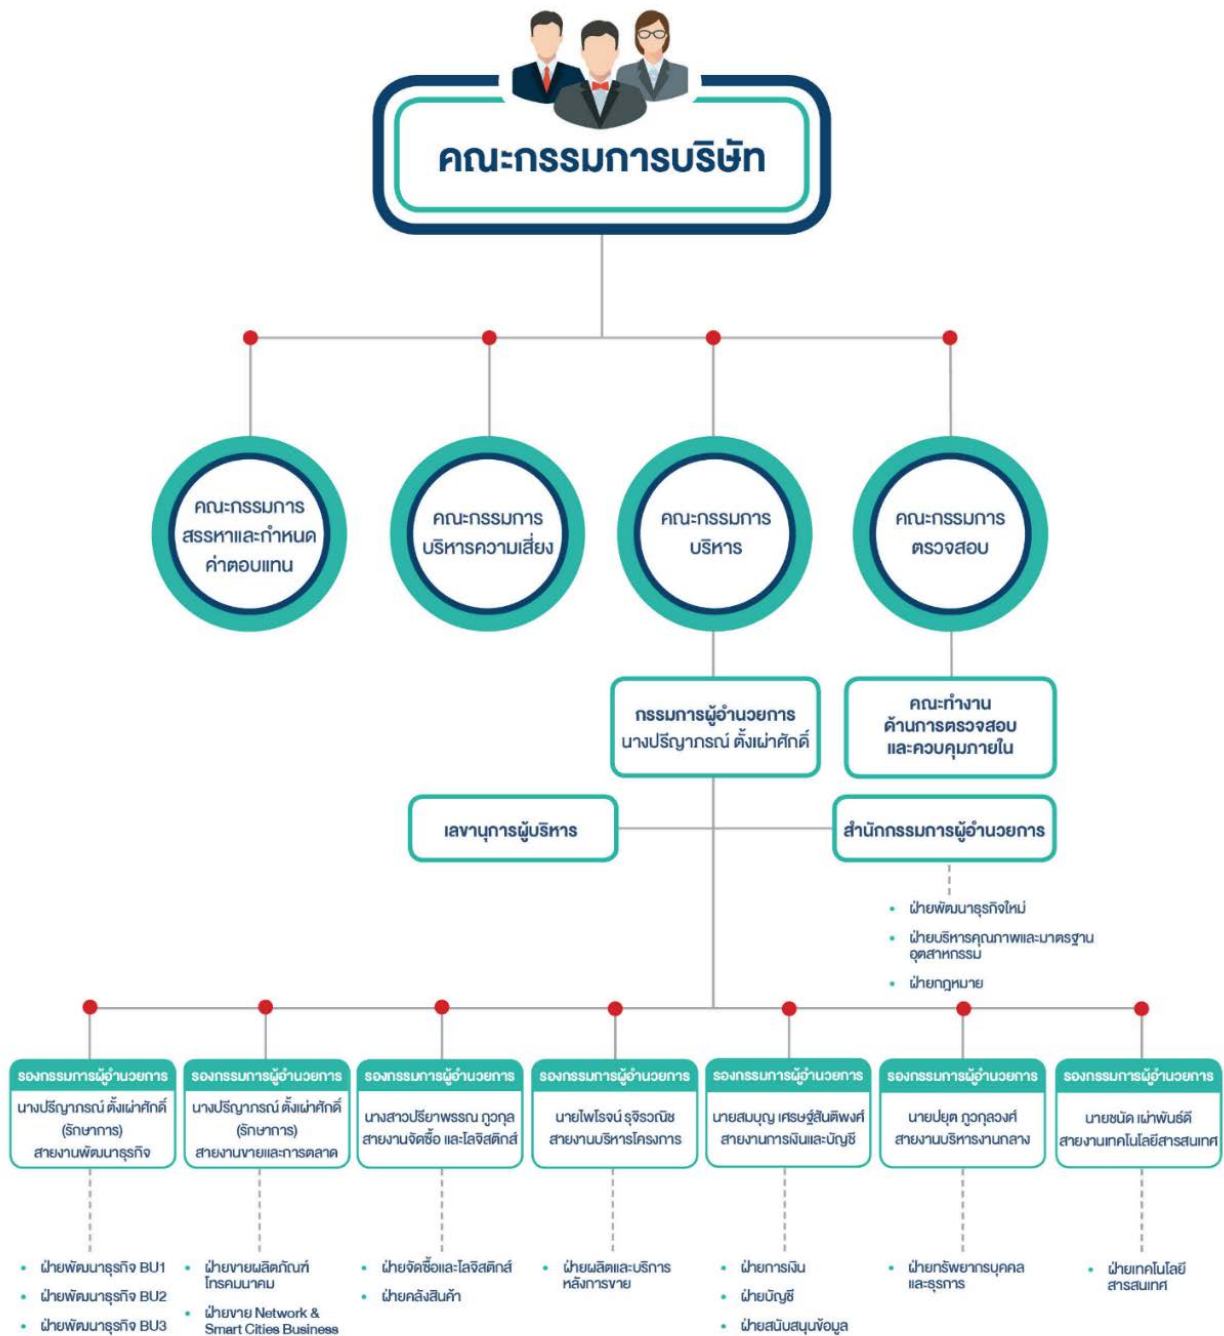 คณะกรรมการบริษัท
คณะกรรมการ
สรรหาและกำหนด
ค่าตอบแทน
คณะกรรมการ
บริหารความเสี่ยง
คณะกรรมการ
บริหาร
คณะกรรมการ
ตรวจสอบ
กรรมการผู้อำนวยการ
นางปรีญาภรณ์ ตั้งเผ่าศักดิ์
คณะทำงาน
ด้านการตรวจสอบ
และควบคุมภายใน
เลขานุการผู้บริหาร
สำนักกรรมการผู้อำนวยการ
• ฝ่ายพัฒนาธุรกิจใหม่
• ฝ่ายบริหารคุณภาพและมาตรฐาน
อุตสาหกรรม
• ฝ่ายกฎหมาย
รองกรรมการผู้อำนวยการ
นางปรีญาภรณ์ ตั้งเผ่าศักดิ์
(รักษาการ)
สายงานพัฒนาธุรกิจ
• ฝ่ายพัฒนาธุรกิจ BU1
• ฝ่ายพัฒนาธุรกิจ BU2
• ฝ่ายพัฒนาธุรกิจ BU3
รองกรรมการผู้อำนวยการ
นางปรีญาภรณ์ ตั้งเผ่าศักดิ์
(รักษาการ)
สายงานขายและการตลาด
• ฝ่ายขายผลิตภัณฑ์
โทรคมนาคม
• ฝ่ายขาย Network &
Smart Cities Business
รองกรรมการผู้อำนวยการ
นางสาวปรียาพรรณ ภูวกุล
สายงานจัดซื้อ และโลจิสติกส์
• ฝ่ายจัดซื้อและโลจิสติกส์
• ฝ่ายคลังสินค้า
รองกรรมการผู้อำนวยการ
นายไพโรจน์ รุจิรวณิช
สายงานบริหารโครงการ
• ฝ่ายผลิตและบริการ
หลังการขาย
รองกรรมการผู้อำนวยการ
นายสมบุญ เศรษฐ์สันติพงศ์
สายงานการเงินและบัญชี
• ฝ่ายการเงิน
• ฝ่ายบัญชี
• ฝ่ายสนับสนุนข้อมูล
รองกรรมการผู้อำนวยการ
นายปยุต ภูวกุลวงศ์
สายงานบริหารงานกลาง
• ฝ่ายทรัพยากรบุคคล
และธุรการ
รองกรรมการผู้อำนวยการ
นายชนัด เผ่าพันธ์ดี
สายงานเทคโนโลยีสารสนเทศ
• ฝ่ายเทคโนโลยี
สารสนเทศ